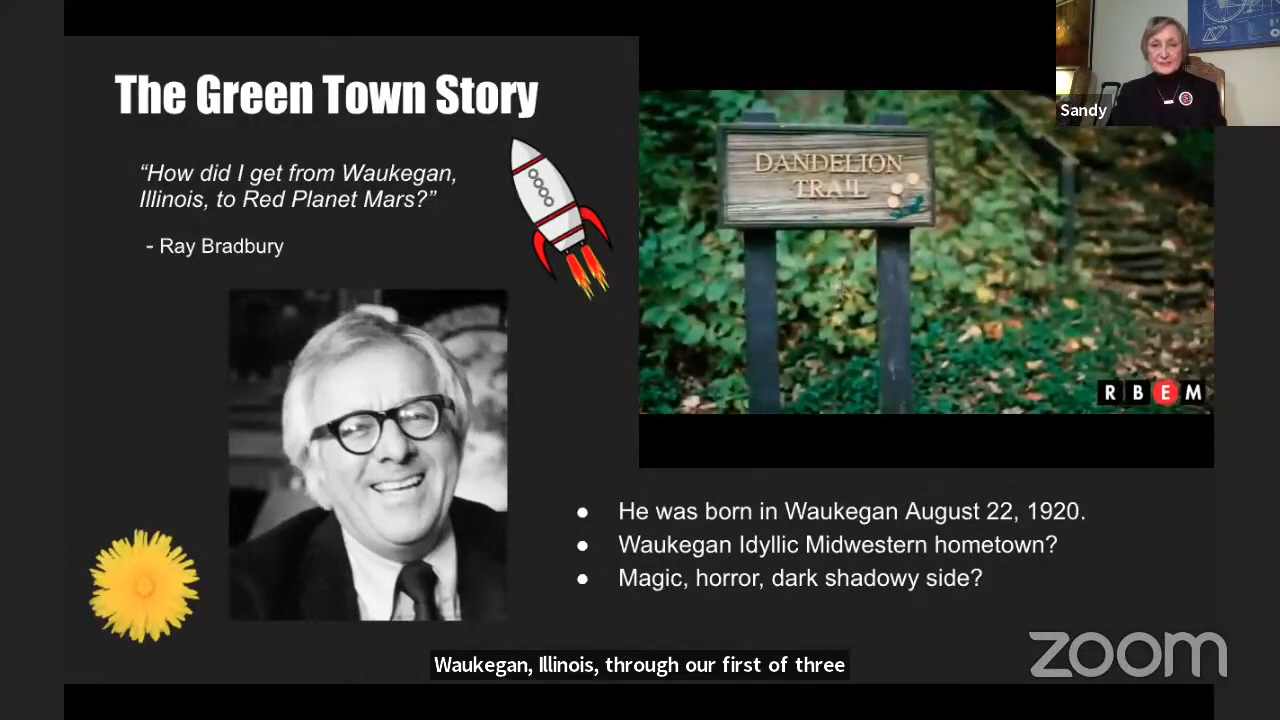 The Green Town Story
“How did I get from Waukegan,
Illinois, to Red Planet Mars?”
- Ray Bradbury
DANDELION
TRAIL
Sandy
R B E M
● He was born in Waukegan August 22, 1920.
● Waukegan Idyllic Midwestern hometown?
● Magic, horror, dark shadowy side?
Waukegan, Illinois, through our first of three
zoom